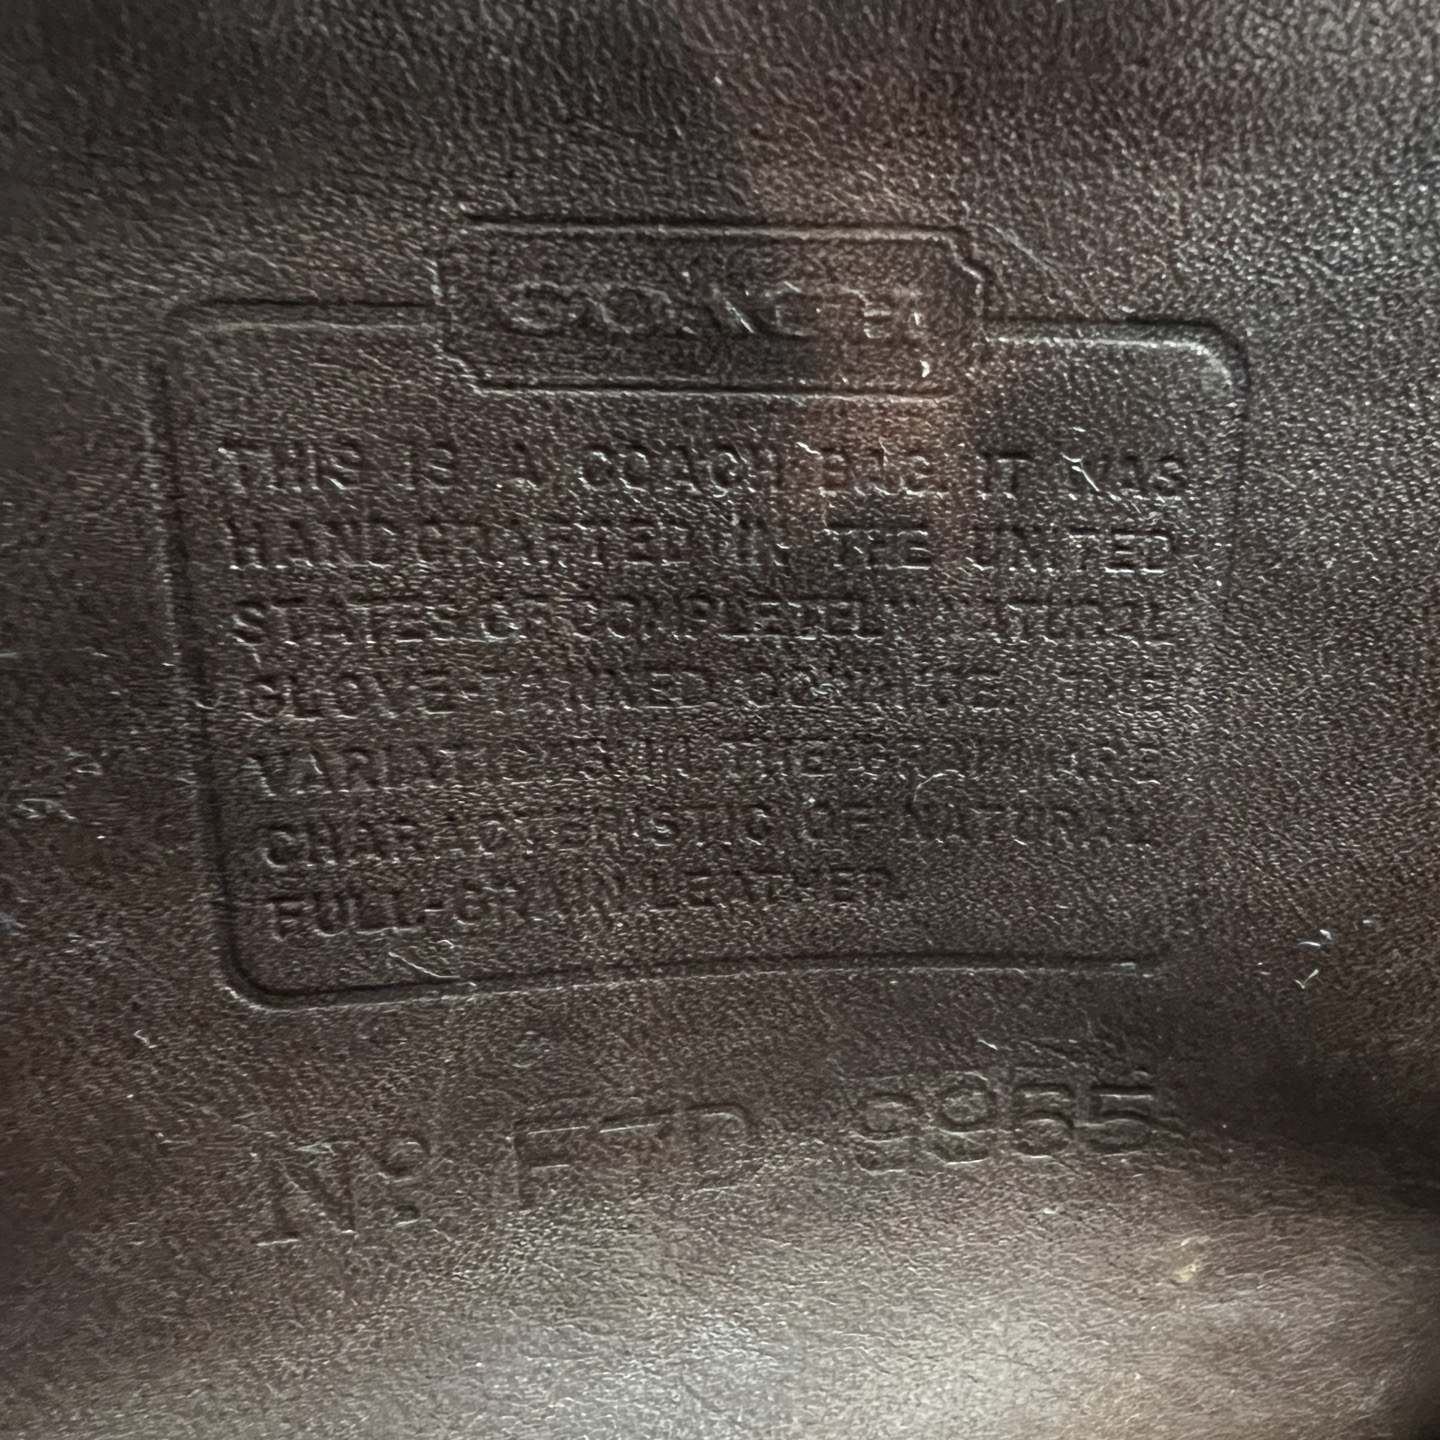 COACH
THIS IS A COACH BAG. IT WAS
HANDCRAFTED IN THE UNITED
STATES OF COMPLETELY NATURAL
GLOVE-TANNED COWHIDE. THE
VARIATIONS IN THE GRAIN ARE
CHARACTERISTIC OF NATURAL
FULL-GRAIN LEATHER.
Nº 9965